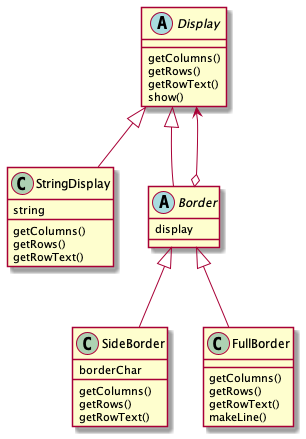 A Display
getColumns()
getRows()
getRowText()
show()
C StringDisplay
string
getColumns()
getRows()
getRowText()
A Border
display
C SideBorder
borderChar
getColumns()
getRows()
getRowText()
C FullBorder
getColumns()
getRows()
getRowText()
makeLine()